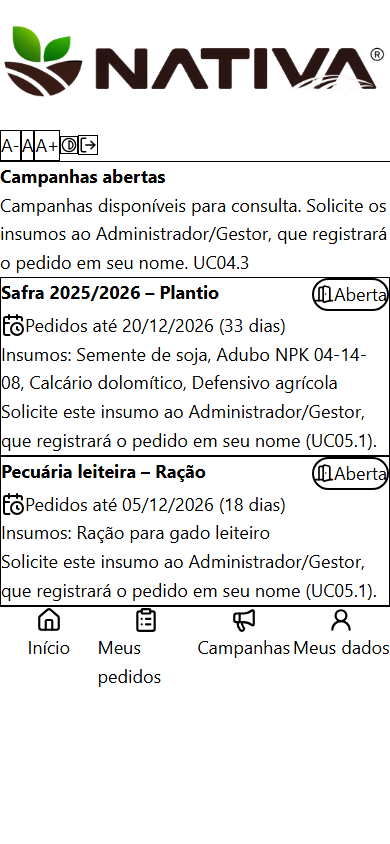 NATIVA®
A- A A+
Campanhas abertas
Campanhas disponíveis para consulta. Solicite os
insumos ao Administrador/Gestor, que registrará
o pedido em seu nome. UC04.3
Safra 2025/2026 – Plantio Aberta
Pedidos até 20/12/2026 (33 dias)
Insumos: Semente de soja, Adubo NPK 04-14-
08, Calcário dolomítico, Defensivo agrícola
Solicite este insumo ao Administrador/Gestor,
que registrará o pedido em seu nome (UC05.1).
Pecuária leiteira – Ração Aberta
Pedidos até 05/12/2026 (18 dias)
Insumos: Ração para gado leiteiro
Solicite este insumo ao Administrador/Gestor,
que registrará o pedido em seu nome (UC05.1).
Início Meus Campanhas Meus dados
pedidos